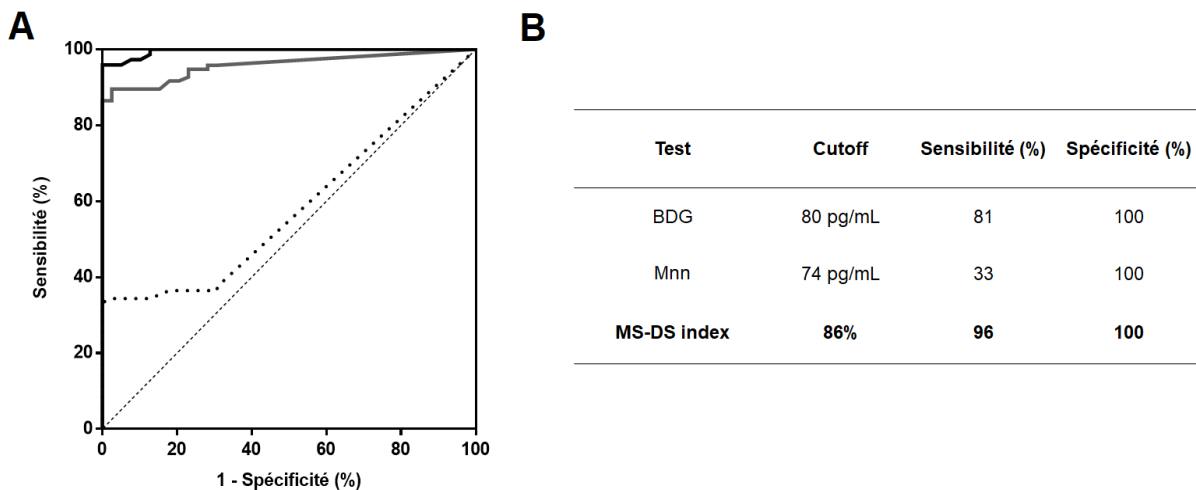 A
100
80
60
40
20
0
Sensibilité (%)
0 20 40 60 80 100
1 - Spécificité (%)
B
Test Cutoff Sensibilité (%) Spécificité (%)
BDG 80 pg/mL 81 100
Mnn 74 pg/mL 33 100
MS-DS index 86% 96 100